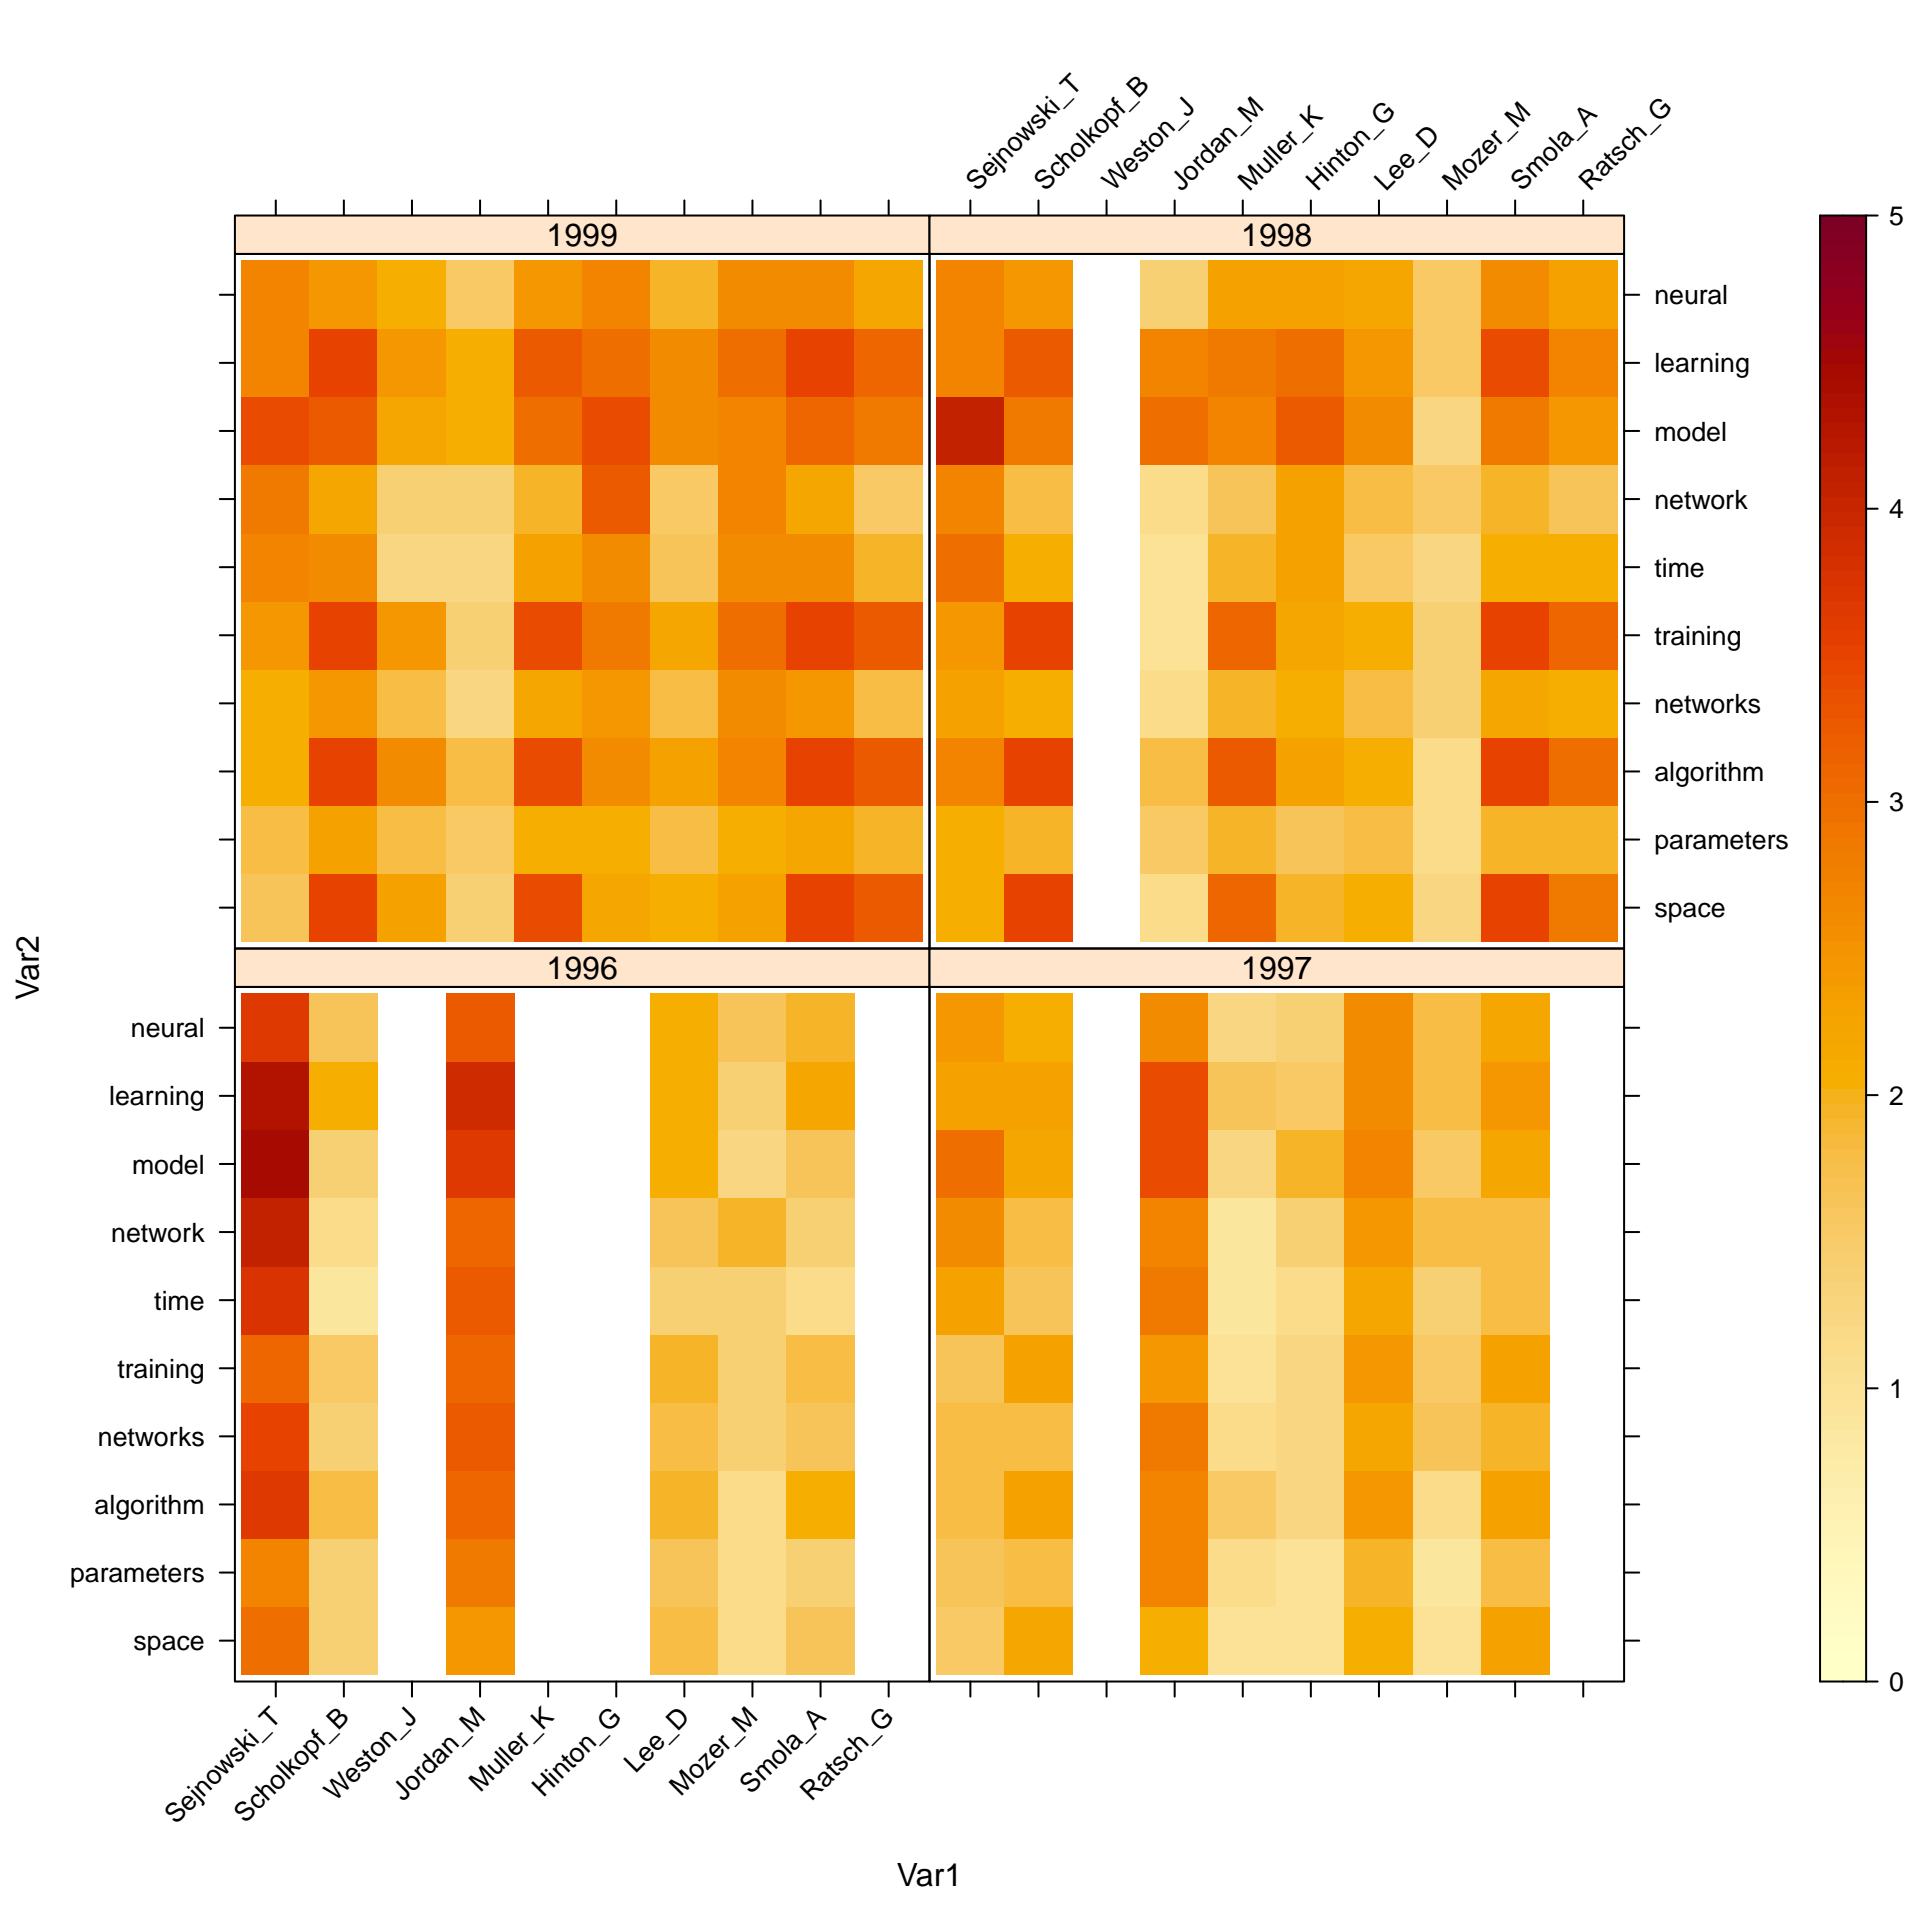 Sejnowski_T
Scholkopf_B
Weston_J
Jordan_M
Muller_K
Hinton_G
Lee_D
Mozer_M
Smola_A
Ratsch_G
1999
1998
neural
learning
model
network
time
training
networks
algorithm
parameters
space
5
4
3
2
1
0
Var2
1996
1997
neural
learning
model
network
time
training
networks
algorithm
parameters
space
Sejnowski_T
Scholkopf_B
Weston_J
Jordan_M
Muller_K
Hinton_G
Lee_D
Mozer_M
Smola_A
Ratsch_G
Var1